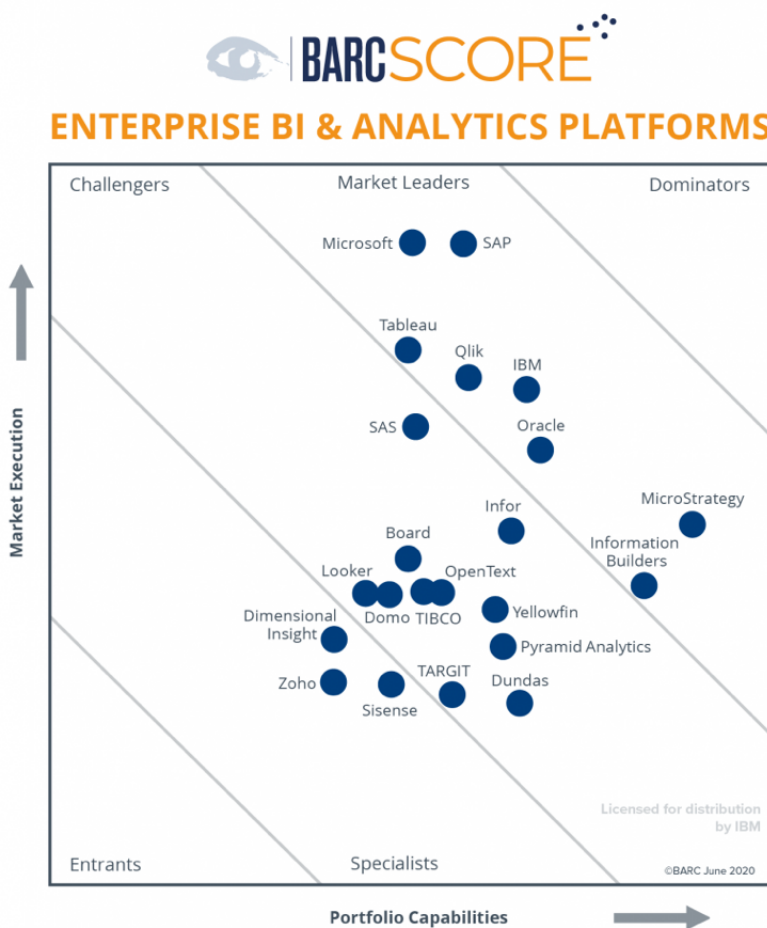 BARCSCORE
ENTERPRISE BI & ANALYTICS PLATFORMS
Challengers
Market Leaders
Dominators
Microsoft
SAP
Tableau
Qlik
IBM
SAS
Oracle
Infor
MicroStrategy
Information
Builders
Board
Looker
OpenText
Domo
TIBCO
Yellowfin
Dimensional
Insight
Pyramid Analytics
Zoho
Sisense
TARGIT
Dundas
Licensed for distribution
by IBM
Entrants
Specialists
©BARC June 2020
Market Execution
Portfolio Capabilities